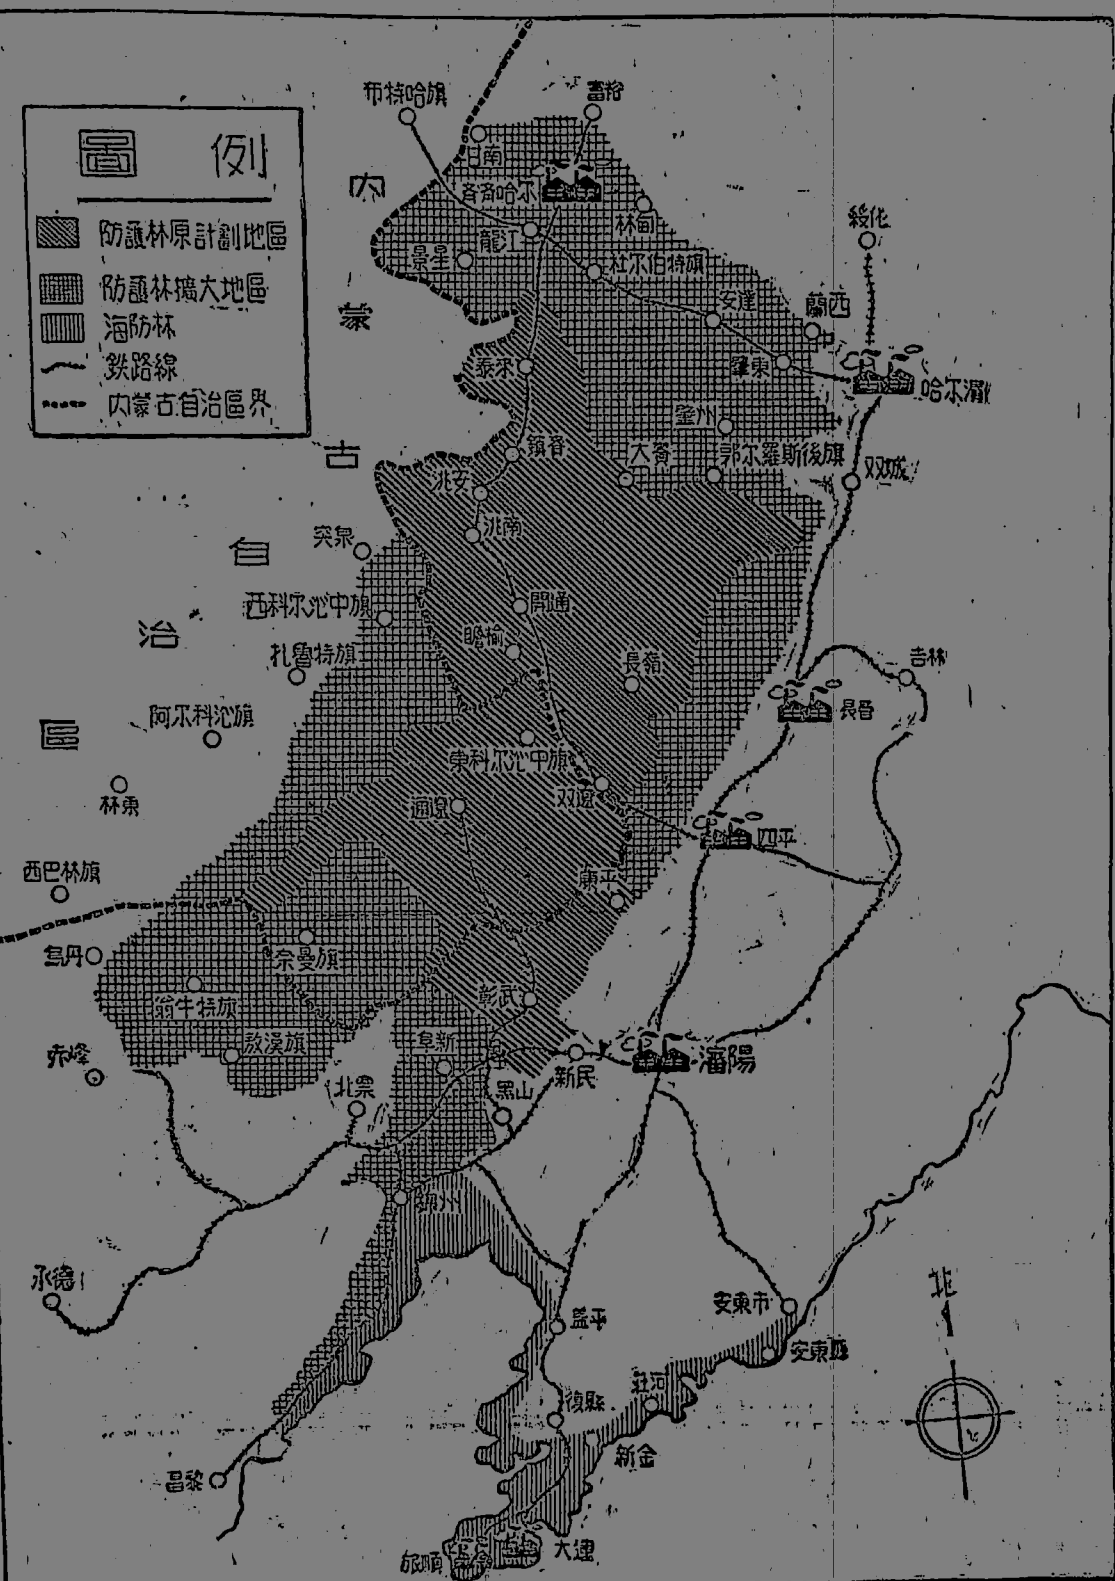 圖例
防護林原計劃地區
防護林擴大地區
海防林
鉄路線
内蒙古自治區界
内
蒙
古
自
治
區
布特哈旗
富裕
甘南
齐齐哈尔
林甸
綏化
龍江
景星
杜尔伯特旗
安達
蘭西
泰來
肇東
哈尔濵
肇州
鎮賚
大賚
郭尔羅斯後旗
双城
洮安
洮南
突泉
西科尔沁中旗
開通
瞻榆
扎魯特旗
長嶺
吉林
阿尔科沁旗
長春
東科尔沁中旗
林東
通遼
双遼
四平
西巴林旗
康平
烏丹
奈曼旗
翁牛特旗
彰武
敖漢旗
阜新
赤峰
新民
瀋陽
北票
黑山
錦州
承德
北
安東市
盖平
安東縣
莊河
復縣
新金
昌黎
旅順
大連